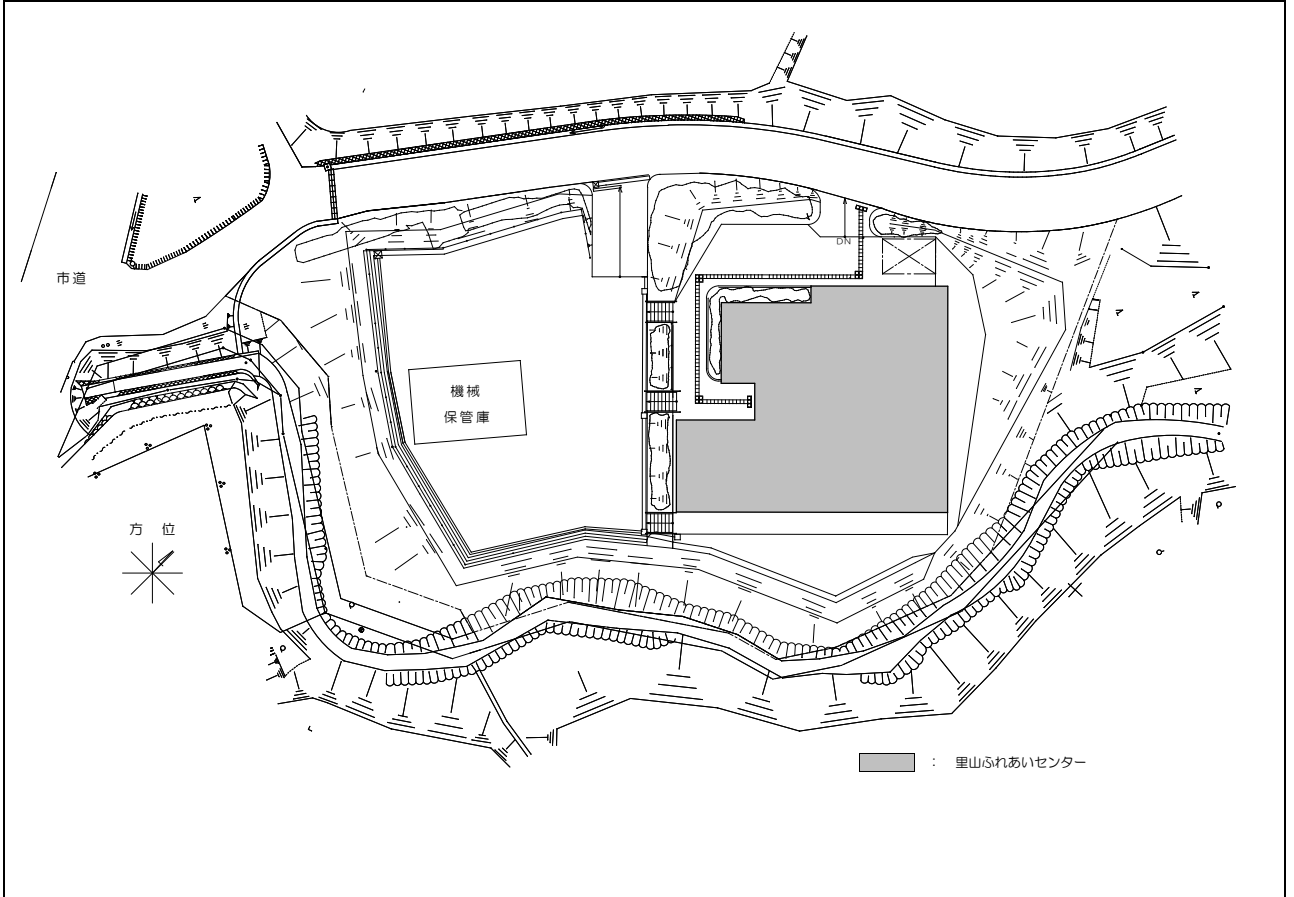 DN
市道
機械
保管庫
方 位
： 里山ふれあいセンター